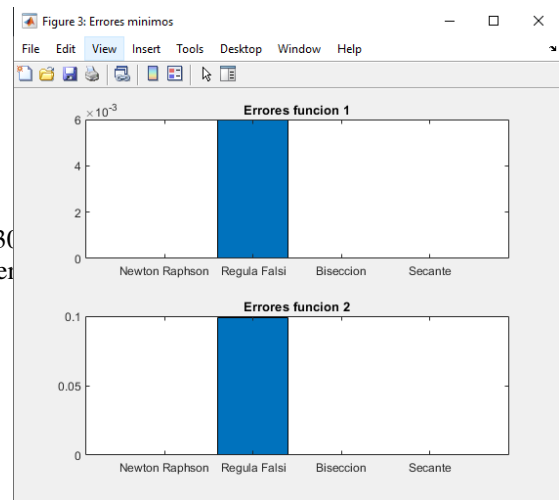 Figure 3: Errores minimos
File Edit View Insert Tools Desktop Window Help
×10-3
Errores funcion 1
6
4
2
0
Newton Raphson Regula Falsi Biseccion Secante
Errores funcion 2
0.1
0.05
0
Newton Raphson Regula Falsi Biseccion Secante